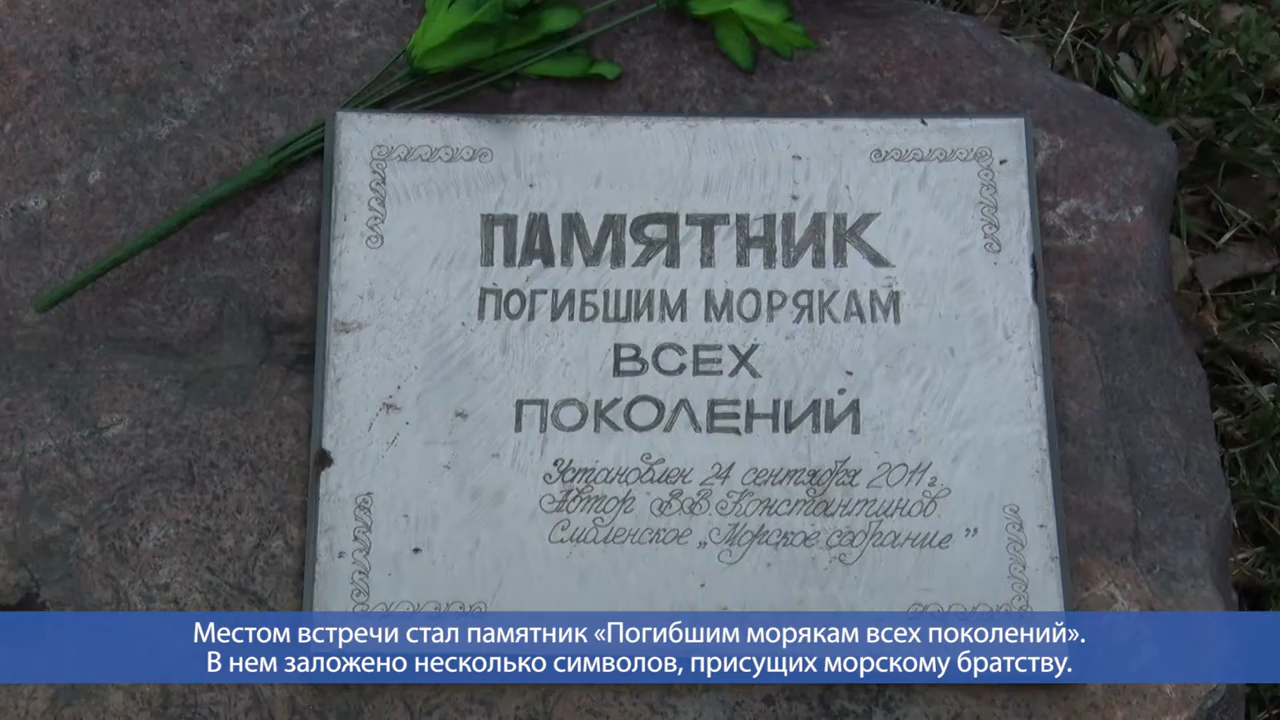 ПАМЯТНИК
ПОГИБШИМ МОРЯКАМ
ВСЕХ
ПОКОЛЕНИЙ
Установлен 24 сентября 2011г.
Автор В.В. Константинов.
Смоленское „Морское собрание”
Местом встречи стал памятник «Погибшим морякам всех поколений».
В нем заложено несколько символов, присущих морскому братству.